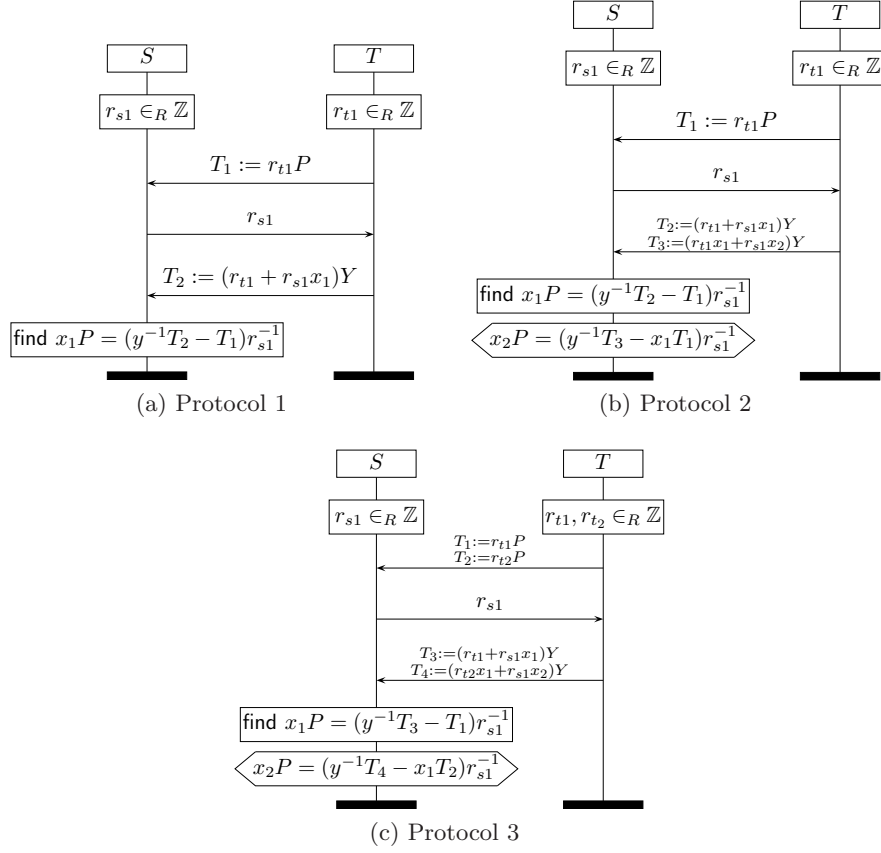 S T
r_{s1} ∈_R ℤ r_{t1} ∈_R ℤ
T_1 := r_{t1}P
r_{s1}
T_2 := (r_{t1} + r_{s1}x_1)Y
find x_1P = (y^{-1}T_2 − T_1)r_{s1}^{-1}
(a) Protocol 1
S T
r_{s1} ∈_R ℤ r_{t1} ∈_R ℤ
T_1 := r_{t1}P
r_{s1}
T_2:=(r_{t1}+r_{s1}x_1)Y
T_3:=(r_{t1}x_1+r_{s1}x_2)Y
find x_1P = (y^{-1}T_2 − T_1)r_{s1}^{-1}
x_2P = (y^{-1}T_3 − x_1T_1)r_{s1}^{-1}
(b) Protocol 2
S T
r_{s1} ∈_R ℤ r_{t1}, r_{t_2} ∈_R ℤ
T_1:=r_{t1}P
T_2:=r_{t2}P
r_{s1}
T_3:=(r_{t1}+r_{s1}x_1)Y
T_4:=(r_{t2}x_1+r_{s1}x_2)Y
find x_1P = (y^{-1}T_3 − T_1)r_{s1}^{-1}
x_2P = (y^{-1}T_4 − x_1T_2)r_{s1}^{-1}
(c) Protocol 3